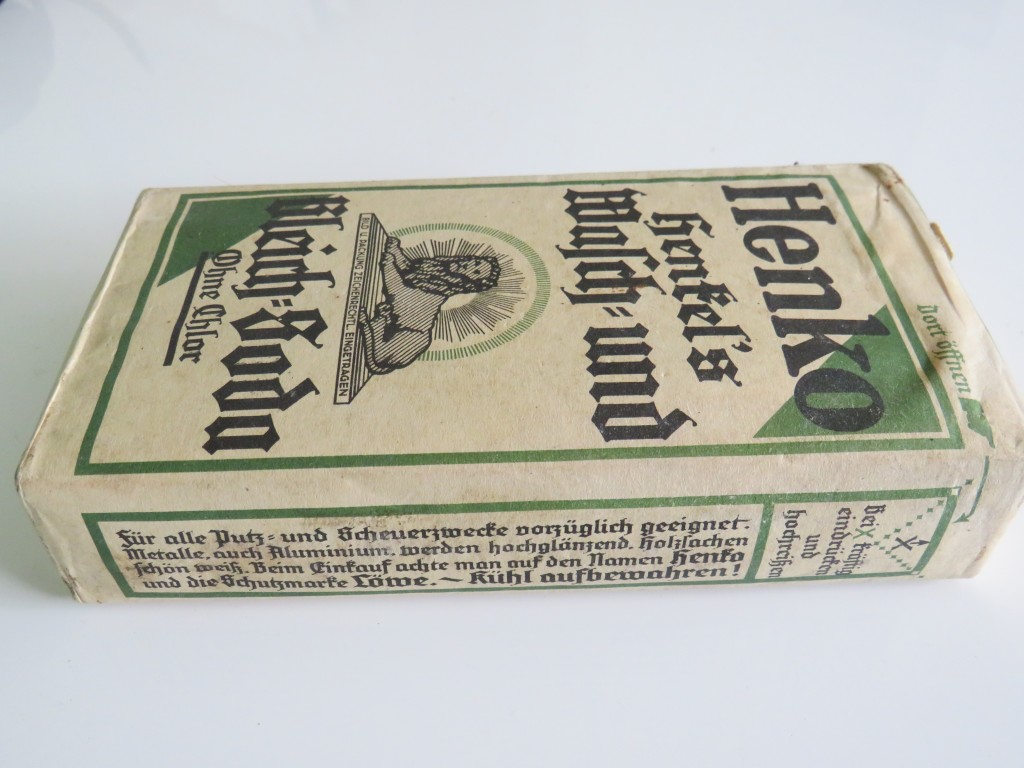 Henko
Henkel's
Wasch=und
BILD U. PACKUNG ZEICHENRECHTL. EINGETRAGEN
Bleich=Soda
Ohne Chlor
Dort öffnen
Für alle Putz= und Scheuerzwecke vorzüglich geeignet.
Metalle, auch Aluminium, werden hochglänzend. Holzsachen
schön weiß. Beim Einkauf achte man auf den Namen Henko
und die Schutzmarke Löwe. ~ Kühl aufbewahren!
Bei X kräftig
eindrücken
und
hochreißen
X